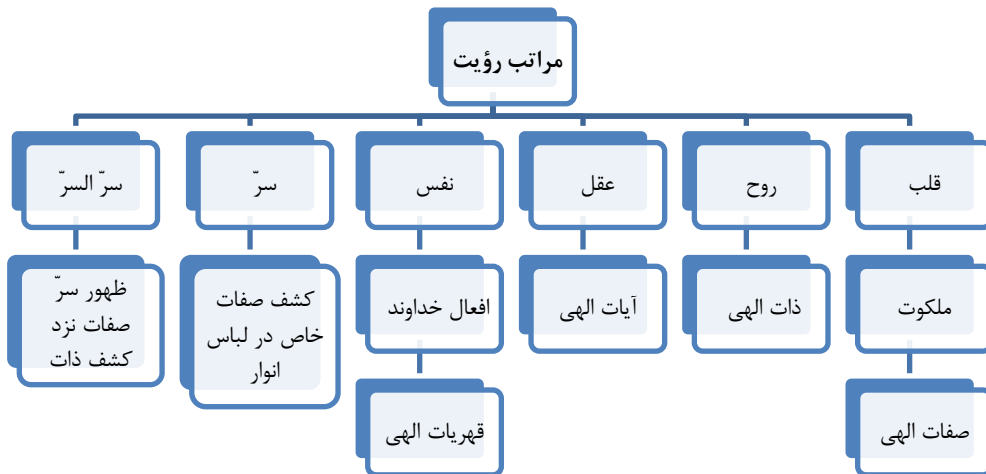 مراتب رؤیت
قلب
روح
عقل
نفس
سرّ
سرّ السرّ
ملکوت
ذات الهی
آیات الهی
افعال خداوند
کشف صفات
خاص در لباس
انوار
ظهور سرّ
صفات نزد
کشف ذات
صفات الهی
قهریات الهی